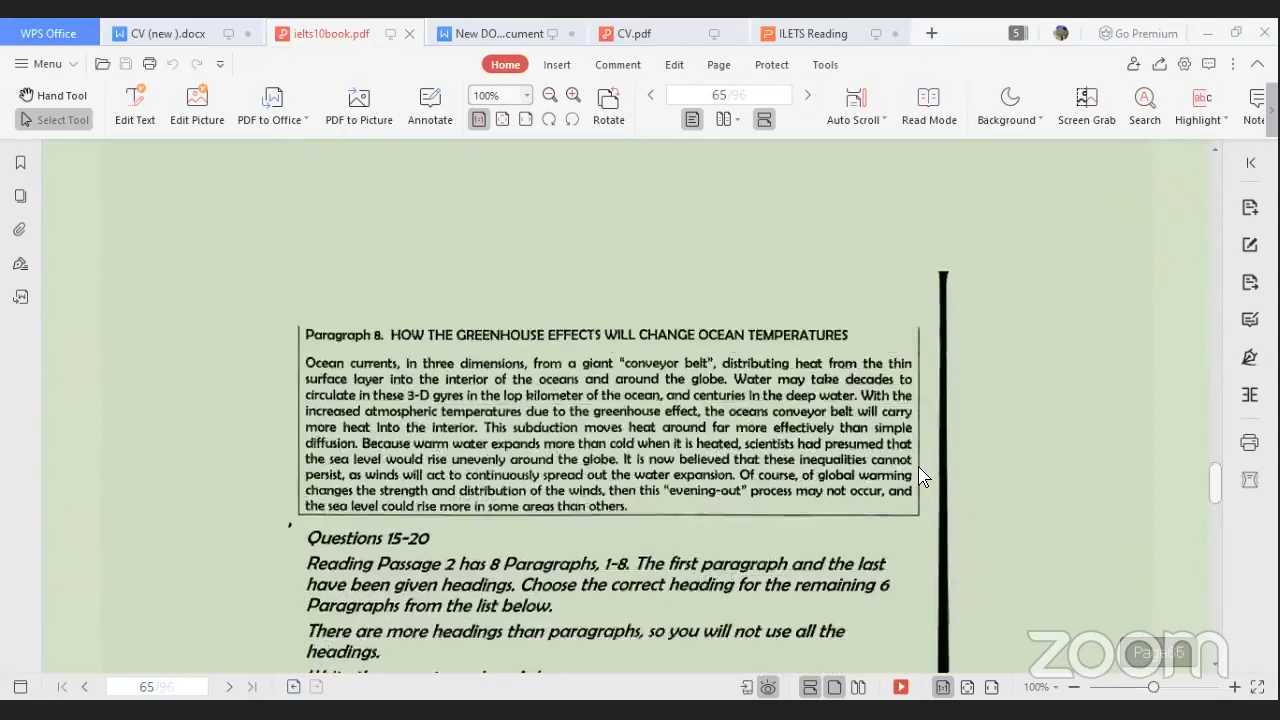 WPS Office
CV (new ).docx
ielts10book.pdf
New DO...cument
CV.pdf
ILETS Reading
5
Go Premium
Menu
Home
Insert
Comment
Edit
Page
Protect
Tools
Hand Tool
Select Tool
Edit Text
Edit Picture
PDF to Office
PDF to Picture
Annotate
100%
Rotate
65/96
Auto Scroll
Read Mode
Background
Screen Grab
Search
Highlight
Note
Paragraph 8. HOW THE GREENHOUSE EFFECTS WILL CHANGE OCEAN TEMPERATURES
Ocean currents, in three dimensions, from a giant "conveyor belt", distributing heat from the thin
surface layer into the interior of the oceans and around the globe. Water may take decades to
circulate in these 3-D gyres in the lop kilometer of the ocean, and centuries in the deep water. With the
increased atmospheric temperatures due to the greenhouse effect, the oceans conveyor belt will carry
more heat Into the interior. This subduction moves heat around far more effectively than simple
diffusion. Because warm water expands more than cold when it is heated, scientists had presumed that
the sea level would rise unevenly around the globe. It is now believed that these inequalities cannot
persist, as winds will act to continuously spread out the water expansion. Of course, of global warming
changes the strength and distribution of the winds, then this "evening-out" process may not occur, and
the sea level could rise more in some areas than others.
Questions 15-20
Reading Passage 2 has 8 Paragraphs, 1-8. The first paragraph and the last
have been given headings. Choose the correct heading for the remaining 6
Paragraphs from the list below.
There are more headings than paragraphs, so you will not use all the
headings.
zoom
65/96
100%